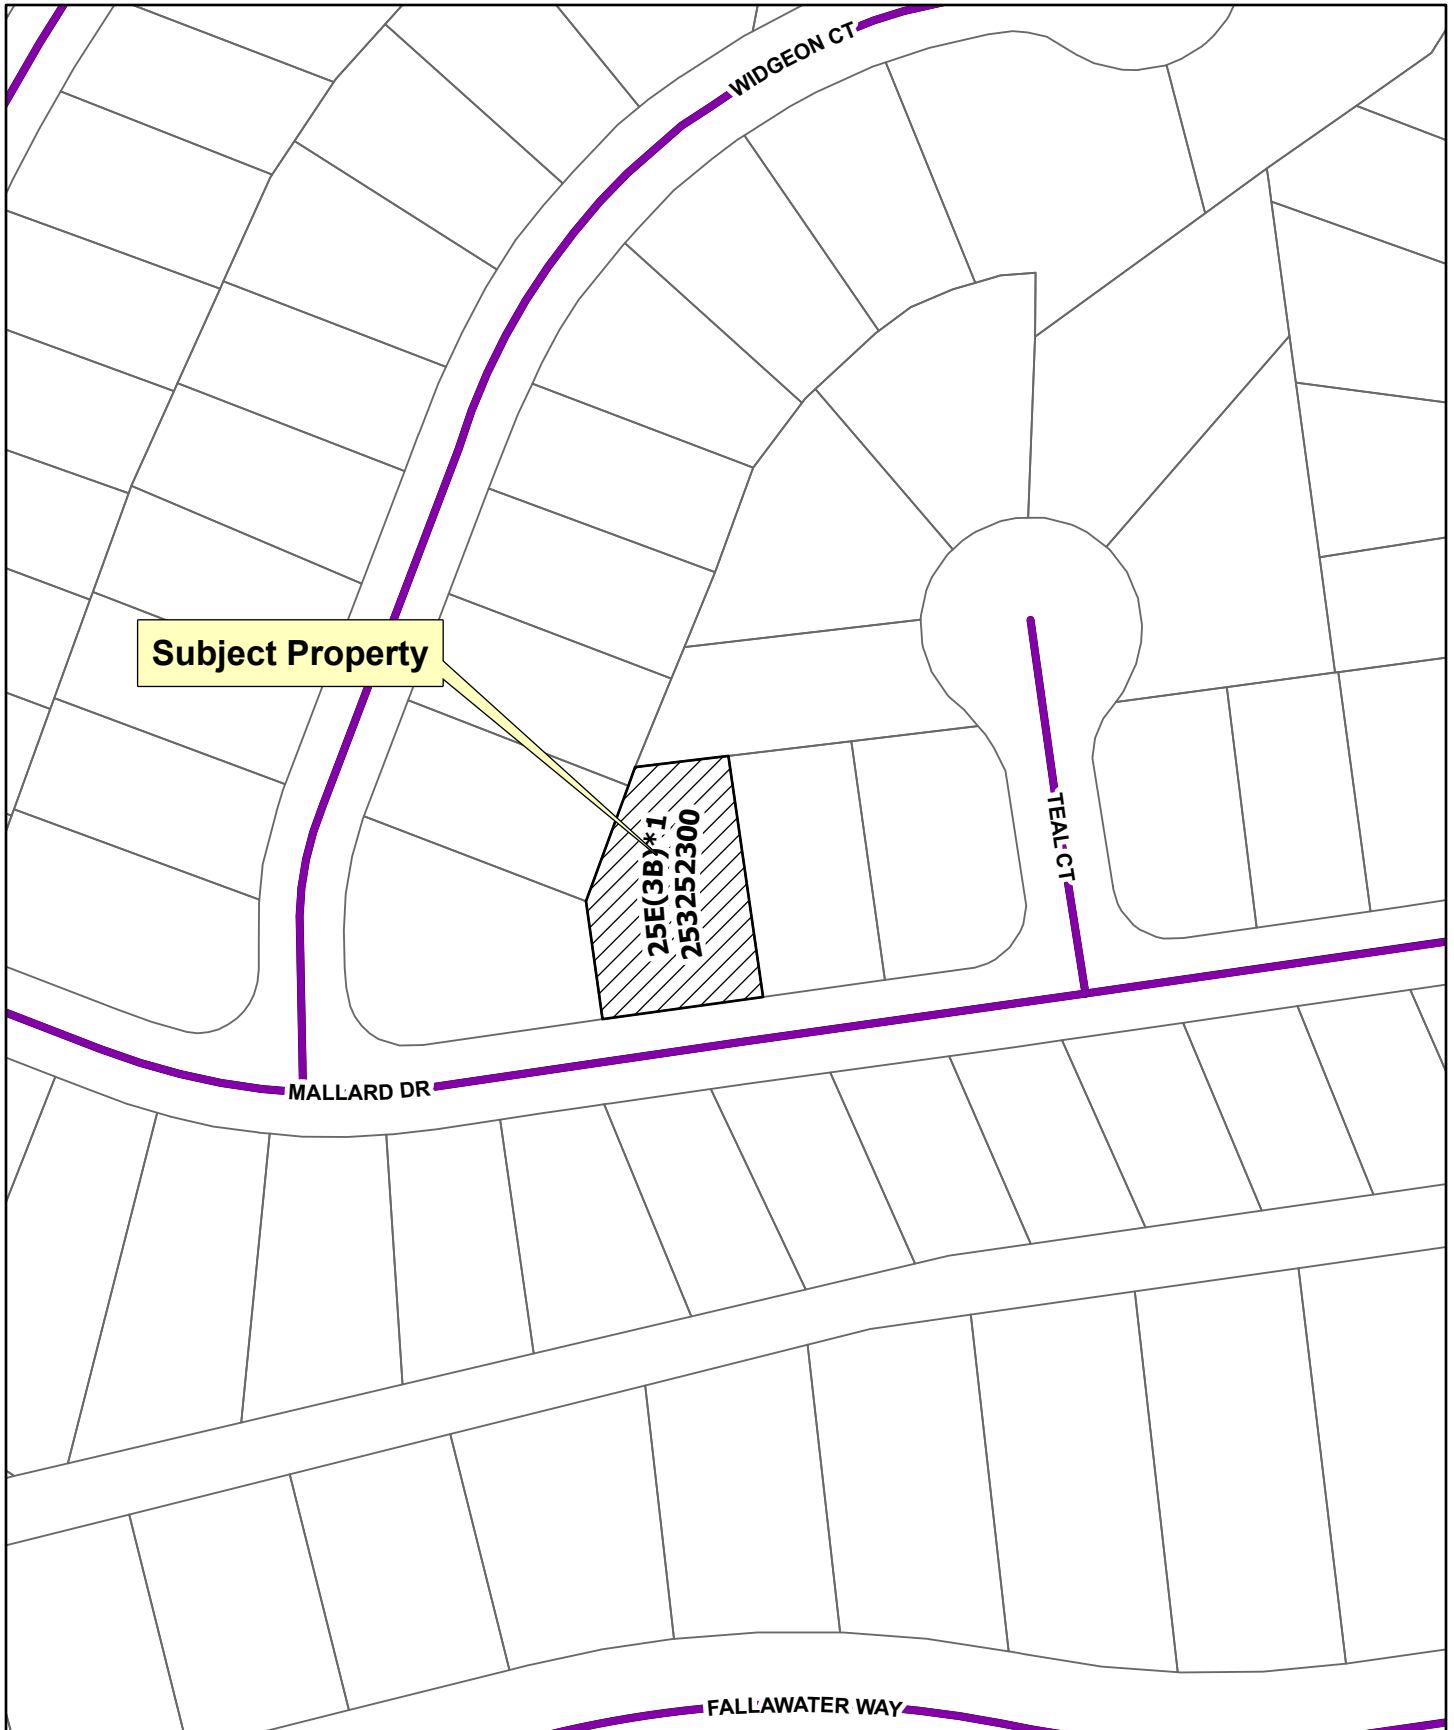 WIDGEON CT
Subject Property
25E(3B)*1
253252300
TEAL CT
MALLARD DR
FALLAWATER WAY